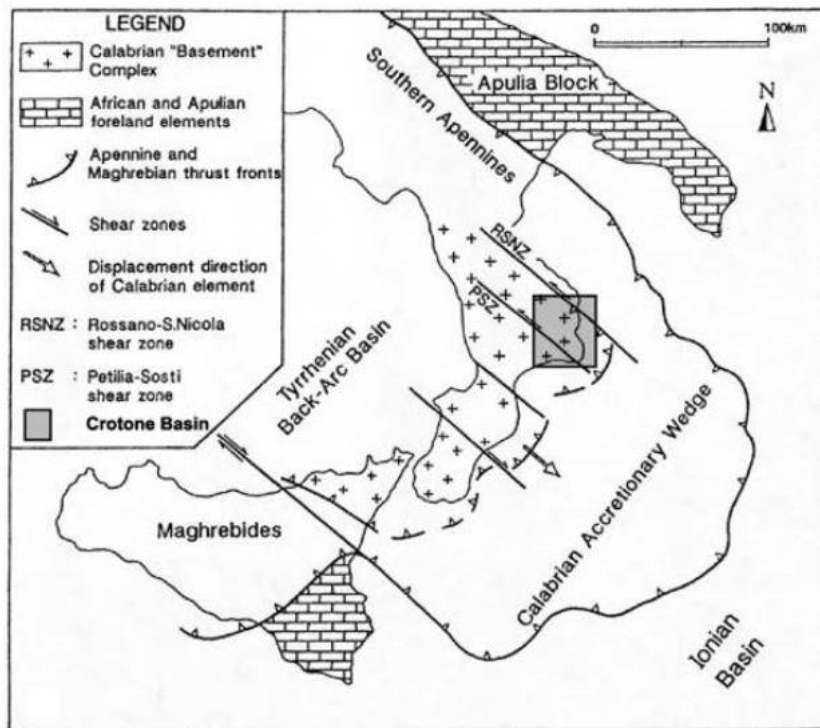 LEGEND
Calabrian "Basement"
Complex
African and Apulian
foreland elements
Apennine and
Maghrebian thrust fronts
Shear zones
Displacement direction
of Calabrian element
RSNZ : Rossano-S.Nicola
shear zone
PSZ : Petilia-Sosti
shear zone
Crotone Basin
0
100km
N
Southern Apennines
Apulia Block
RSNZ
PSZ
Tyrrhenian
Back-Arc Basin
Maghrebides
Calabrian Accretionary Wedge
Ionian
Basin